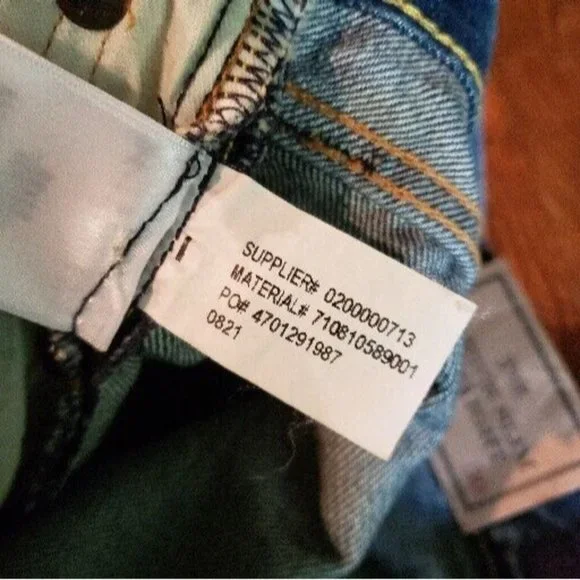 SUPPLIER# 0200000713
MATERIAL# 710810589001
PO# 4701291987
0821